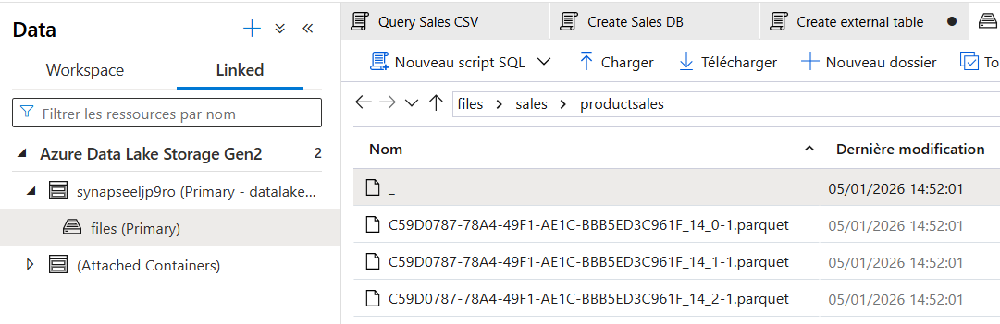 Data
Workspace
Linked
Filtrer les ressources par nom
Azure Data Lake Storage Gen2
2
synapseeljp9ro (Primary - datalake...
files (Primary)
(Attached Containers)
Query Sales CSV
Create Sales DB
Create external table
Nouveau script SQL
Charger
Télécharger
Nouveau dossier
To
files > sales > productsales
Nom
Dernière modification
_
05/01/2026 14:52:01
C59D0787-78A4-49F1-AE1C-BBB5ED3C961F_14_0-1.parquet
05/01/2026 14:52:01
C59D0787-78A4-49F1-AE1C-BBB5ED3C961F_14_1-1.parquet
05/01/2026 14:52:01
C59D0787-78A4-49F1-AE1C-BBB5ED3C961F_14_2-1.parquet
05/01/2026 14:52:01